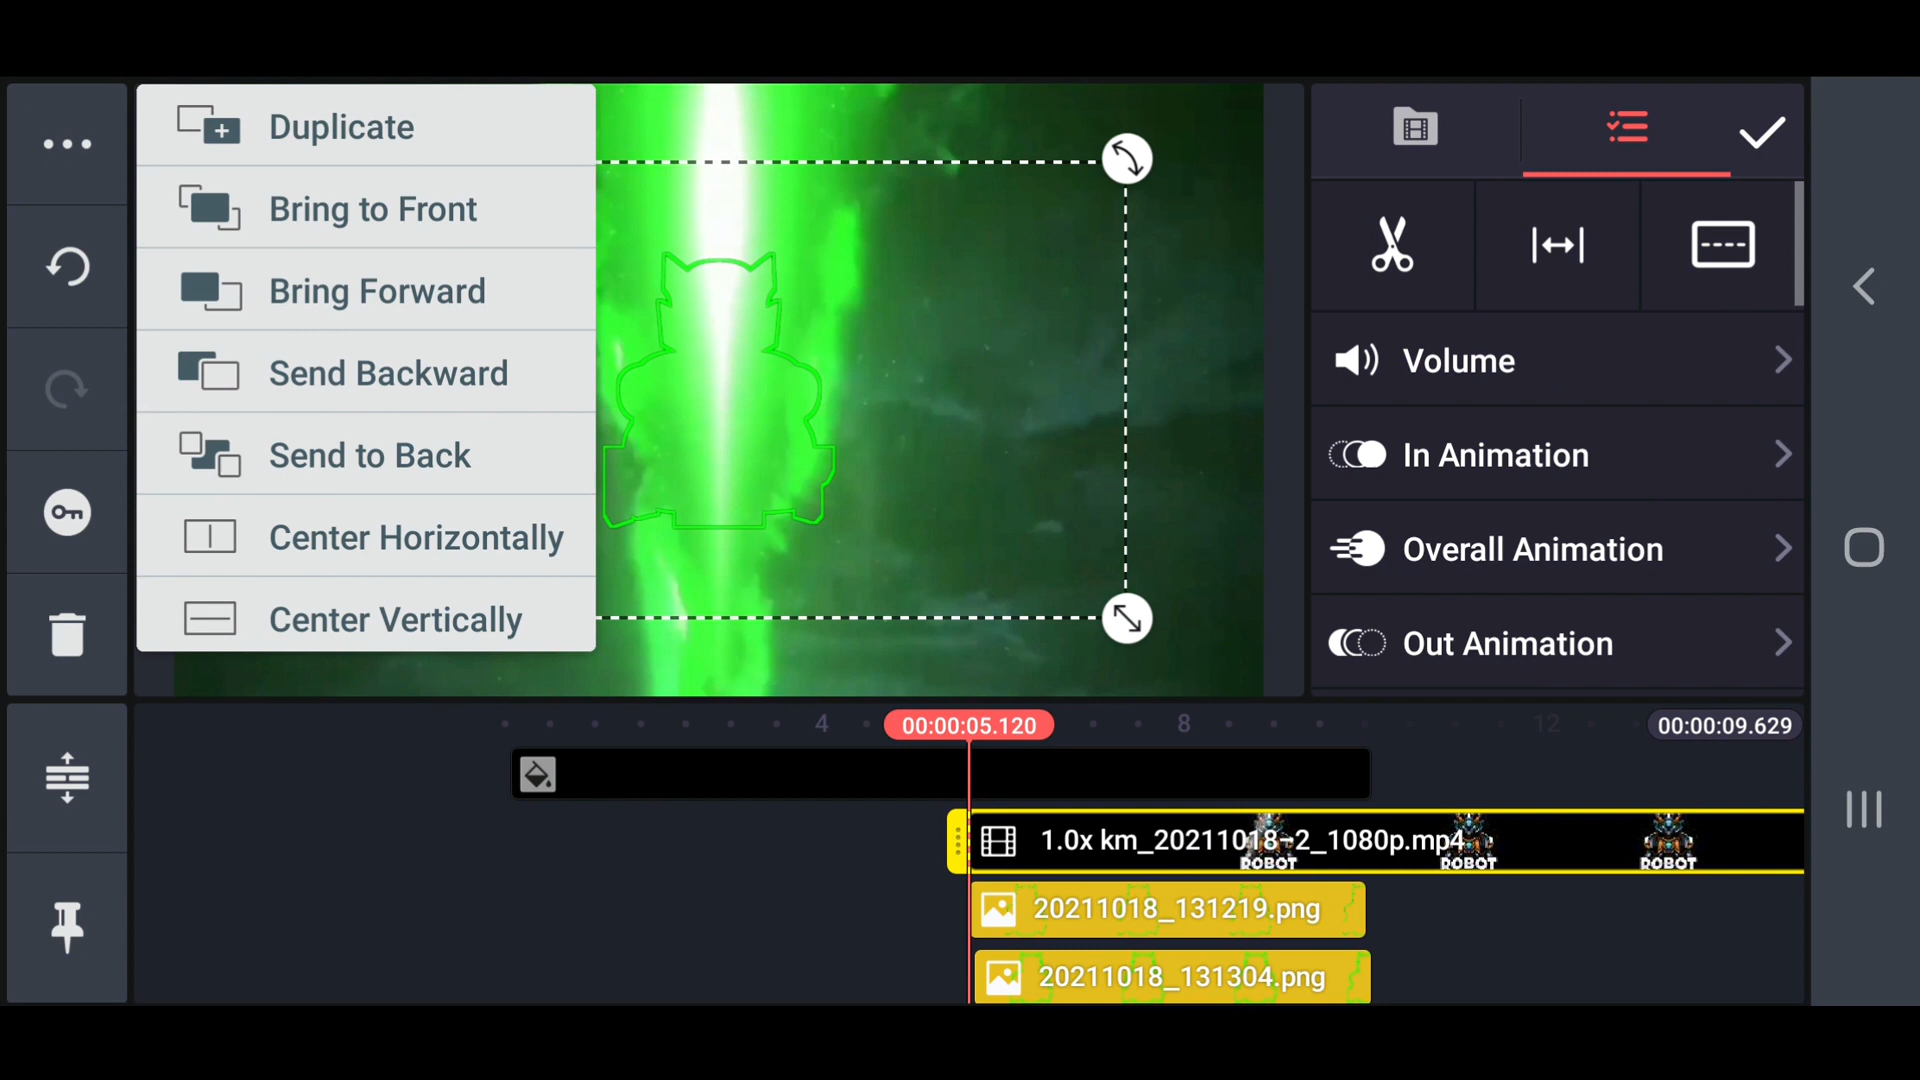 Duplicate
Bring to Front
Bring Forward
Send Backward
Send to Back
Center Horizontally
Center Vertically
Volume
In Animation
Overall Animation
Out Animation
4
00:00:05.120
8
12
00:00:09.629
1.0x km_20211018-2_1080p.mp4
ROBOT
ROBOT
ROBOT
20211018_131219.png
20211018_131304.png